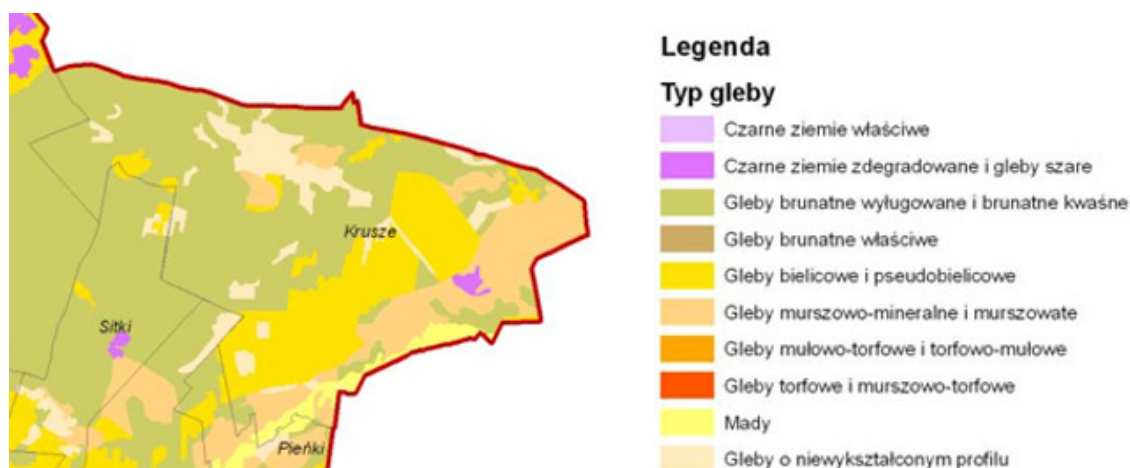 Krusze
Sitki
Pieńki
Legenda
Typ gleby
Czarne ziemie właściwe
Czarne ziemie zdegradowane i gleby szare
Gleby brunatne wyługowane i brunatne kwaśne
Gleby brunatne właściwe
Gleby bielicowe i pseudobielicowe
Gleby murszowo-mineralne i murszowate
Gleby mułowo-torfowe i torfowo-mułowe
Gleby torfowe i murszowo-torfowe
Mady
Gleby o niewykształconym profilu